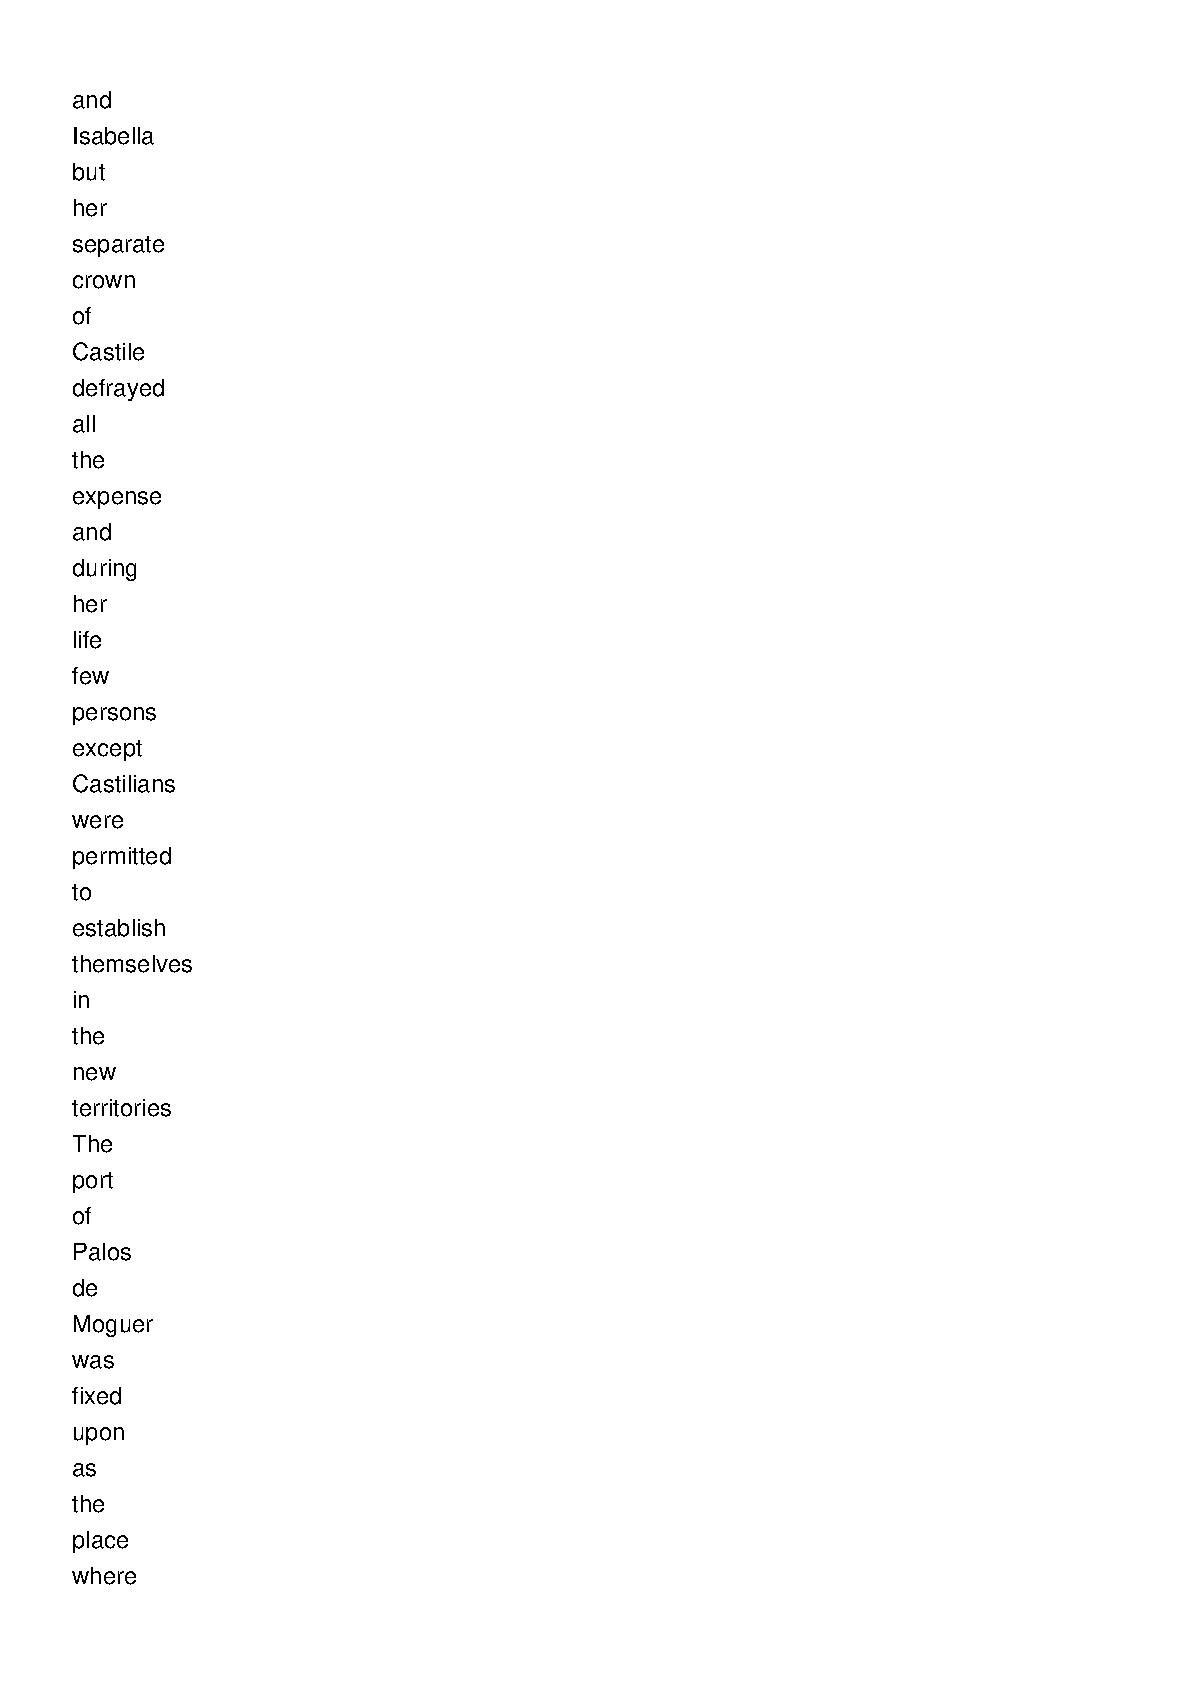 and
Isabella
but
her
separate
crown
of
Castile
defrayed
all
the
expense
and
during
her
life
few
persons
except
Castilians
were
permitted
to
establish
themselves
in
the
new
territories
The
port
of
Palos
de
Moguer
was
fixed
upon
as
the
place
where